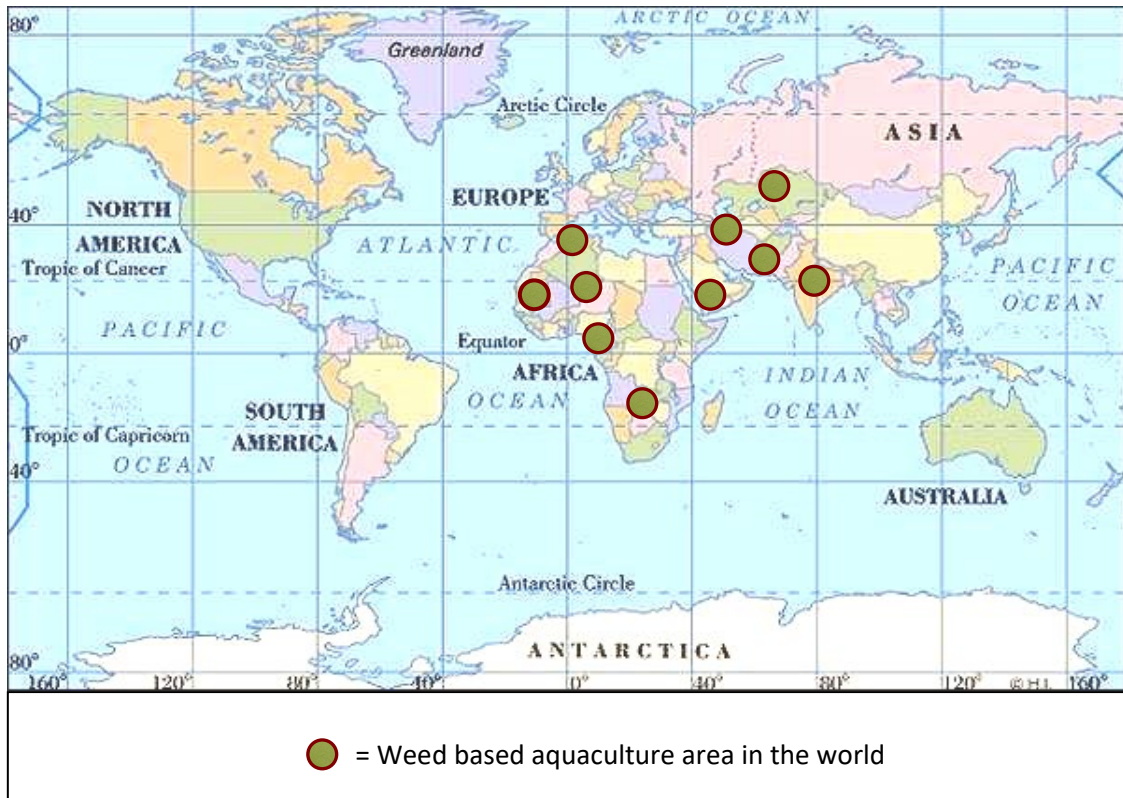 80°
ARCTIC OCEAN
Greenland
Arctic Circle
ASIA
EUROPE
NORTH
AMERICA
40°
ATLANTIC
Tropic of Cancer
PACIFIC
OCEAN
PACIFIC
Equator
0°
AFRICA
OCEAN
INDIAN
OCEAN
SOUTH
AMERICA
Tropic of Capricorn
OCEAN
40°
AUSTRALIA
Antarctic Circle
ANTARCTICA
80°
160° 120° 80° 40° 0° 40° 80° 120° 160°
= Weed based aquaculture area in the world